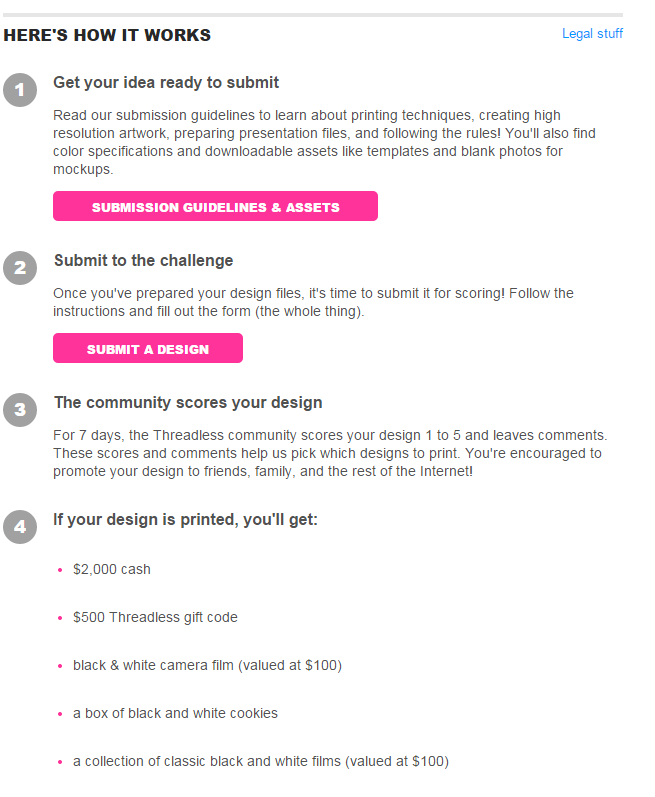 HERE'S HOW IT WORKS
Legal stuff
1
Get your idea ready to submit
Read our submission guidelines to learn about printing techniques, creating high
resolution artwork, preparing presentation files, and following the rules! You'll also find
color specifications and downloadable assets like templates and blank photos for
mockups.
SUBMISSION GUIDELINES & ASSETS
2
Submit to the challenge
Once you've prepared your design files, it's time to submit it for scoring! Follow the
instructions and fill out the form (the whole thing).
SUBMIT A DESIGN
3
The community scores your design
For 7 days, the Threadless community scores your design 1 to 5 and leaves comments.
These scores and comments help us pick which designs to print. You're encouraged to
promote your design to friends, family, and the rest of the Internet!
4
If your design is printed, you'll get:
• $2,000 cash
• $500 Threadless gift code
• black & white camera film (valued at $100)
• a box of black and white cookies
• a collection of classic black and white films (valued at $100)